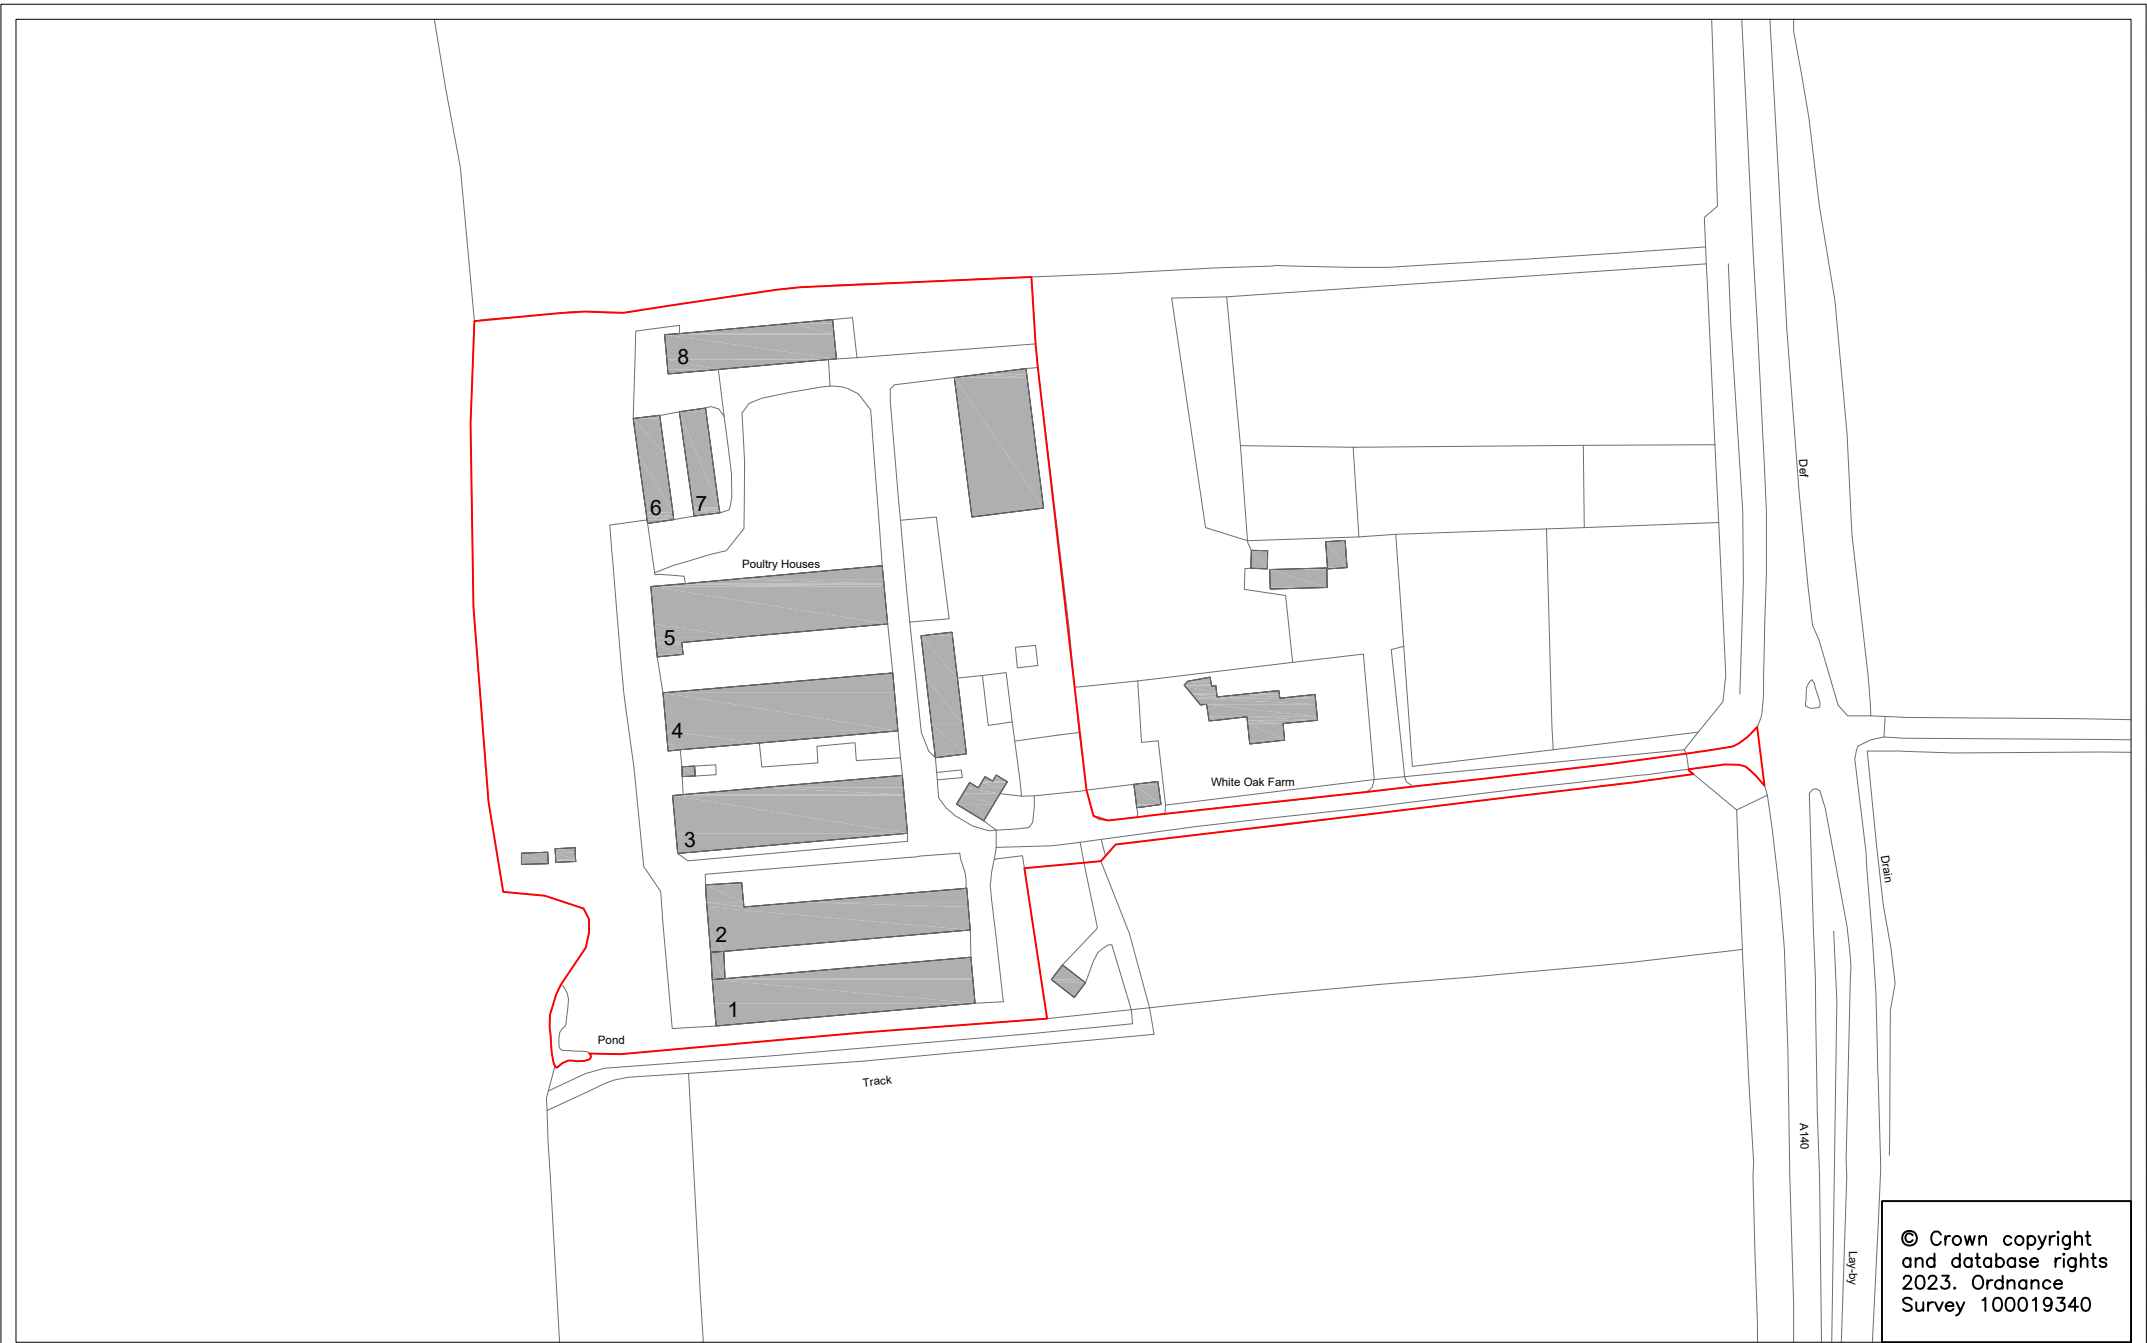 8
Def
6
7
Poultry Houses
5
4
White Oak Farm
3
Drain
2
1
Pond
Track
A140
Lay-by
© Crown copyright
and database rights
2023. Ordnance
Survey 100019340